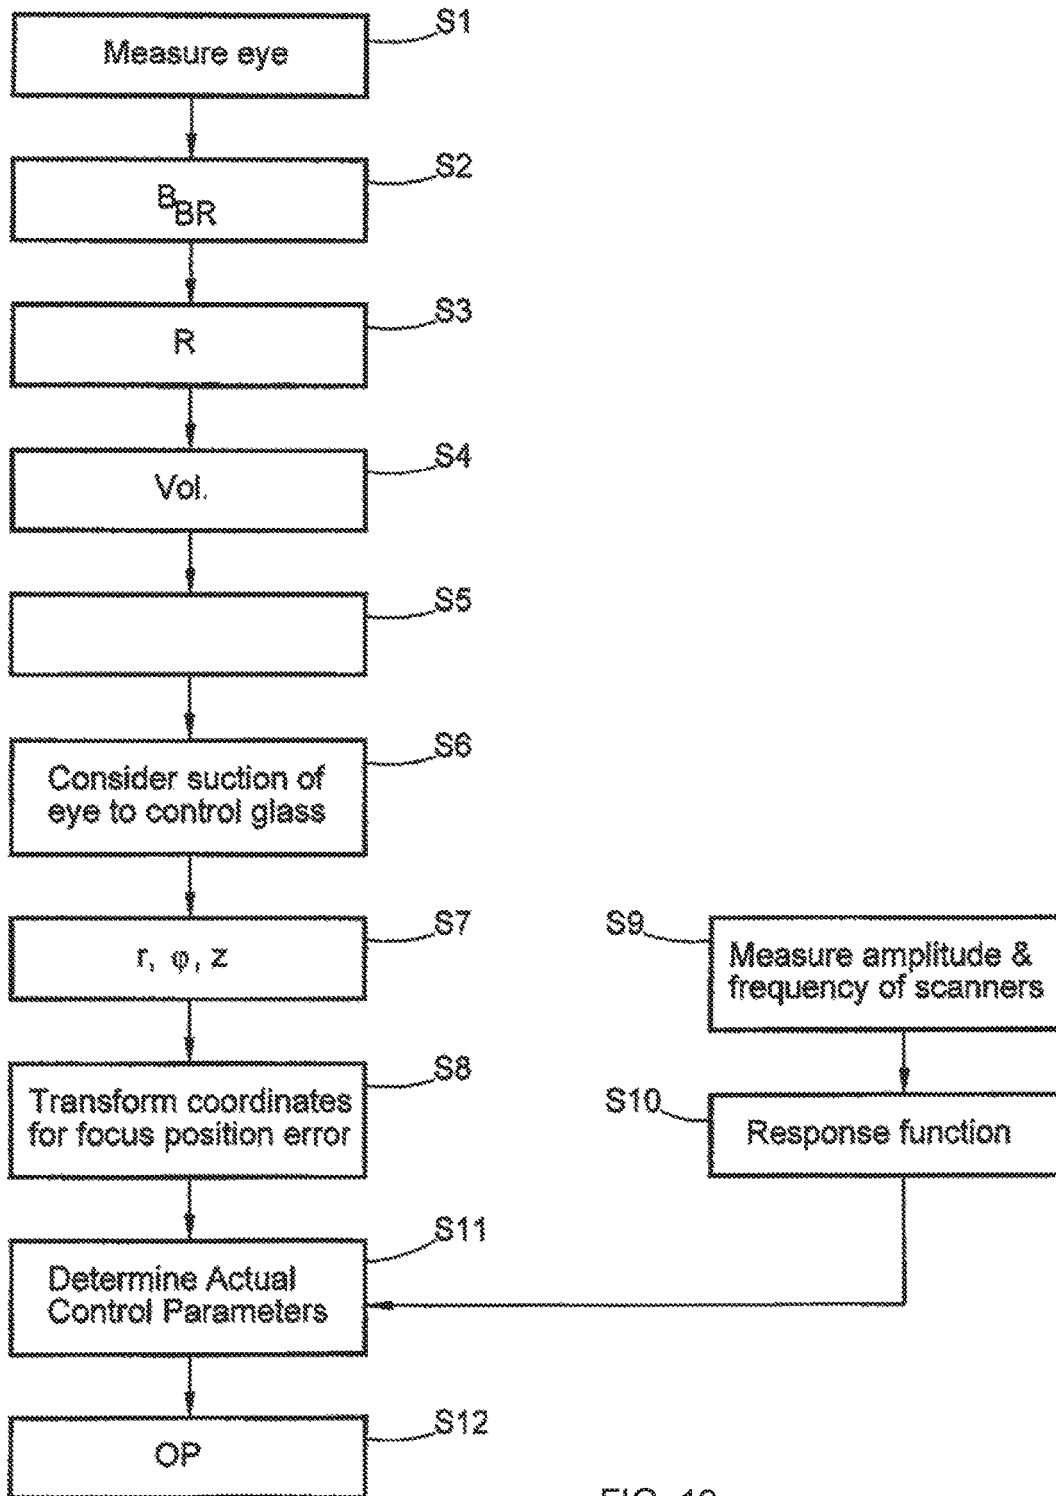 Measure eye
S1
B_BR
S2
R
S3
Vol.
S4
S5
Consider suction of
eye to control glass
S6
r, φ, z
S7
Transform coordinates
for focus position error
S8
S9
Measure amplitude &
frequency of scanners
S10
Response function
Determine Actual
Control Parameters
S11
OP
S12